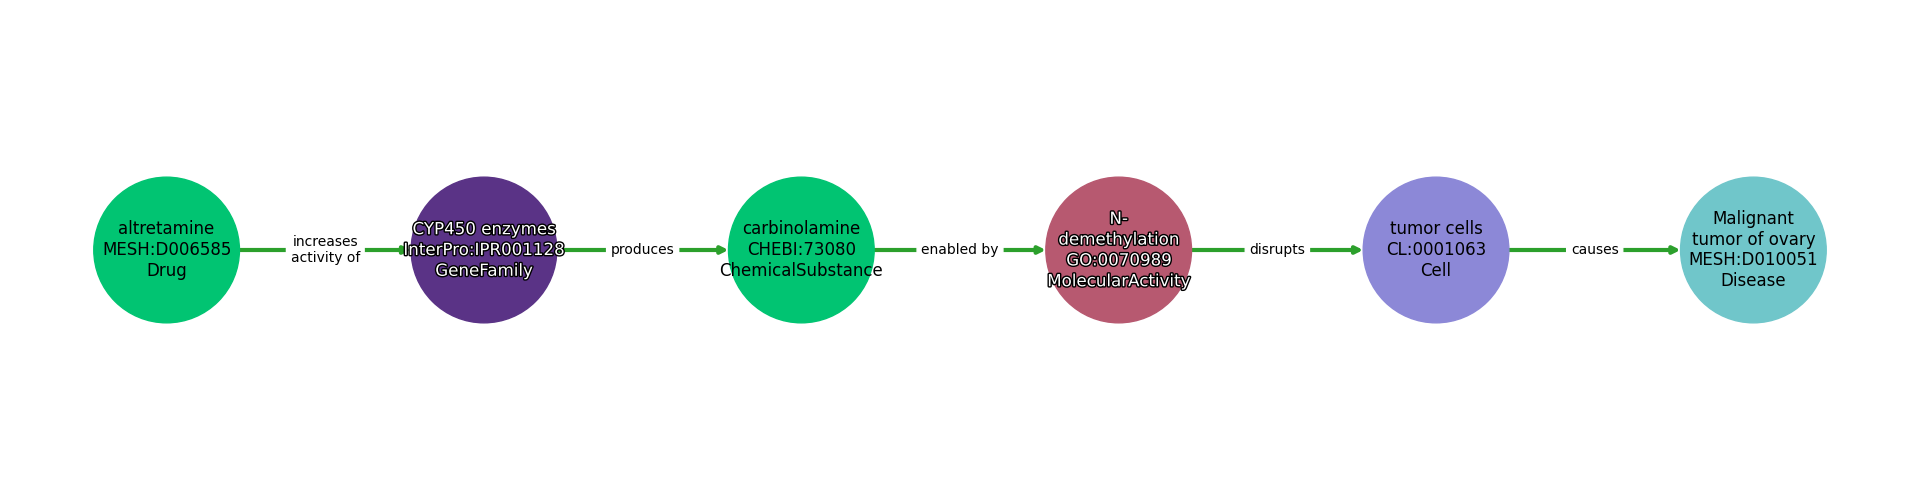 altretamine
MESH:D006585
Drug
increases
activity of
CYP450 enzymes
InterPro:IPR001128
GeneFamily
produces
carbinolamine
CHEBI:73080
ChemicalSubstance
enabled by
N-
demethylation
GO:0070989
MolecularActivity
disrupts
tumor cells
CL:0001063
Cell
causes
Malignant
tumor of ovary
MESH:D010051
Disease